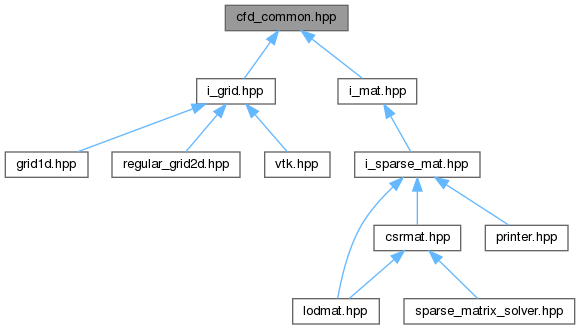 cfd_common.hpp
i_grid.hpp
i_mat.hpp
grid1d.hpp
regular_grid2d.hpp
vtk.hpp
i_sparse_mat.hpp
csrmat.hpp
printer.hpp
lodmat.hpp
sparse_matrix_solver.hpp